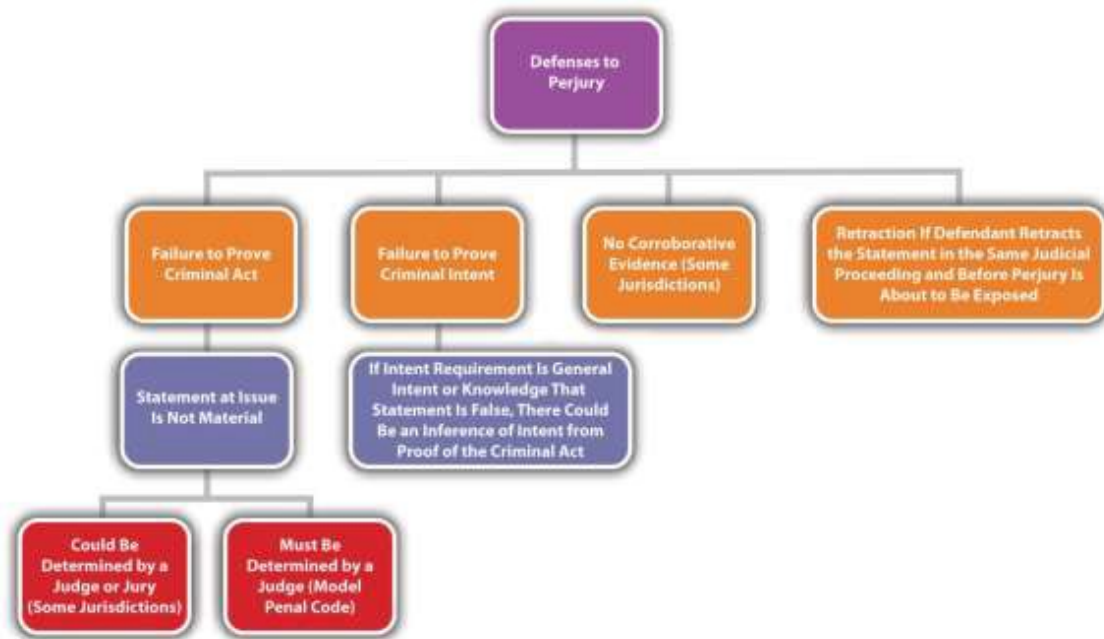 Defenses to
Perjury
Failure to Prove
Criminal Act
Failure to Prove
Criminal Intent
No Corroborative
Evidence (Some
Jurisdictions)
Retraction If Defendant Retracts
the Statement in the Same Judicial
Proceeding and Before Perjury Is
About to Be Exposed
Statement at Issue
Is Not Material
If Intent Requirement Is General
Intent or Knowledge That
Statement Is False, There Could
Be an Inference of Intent from
Proof of the Criminal Act
Could Be
Determined by a
Judge or Jury
(Some Jurisdictions)
Must Be
Determined by a
Judge (Model
Penal Code)